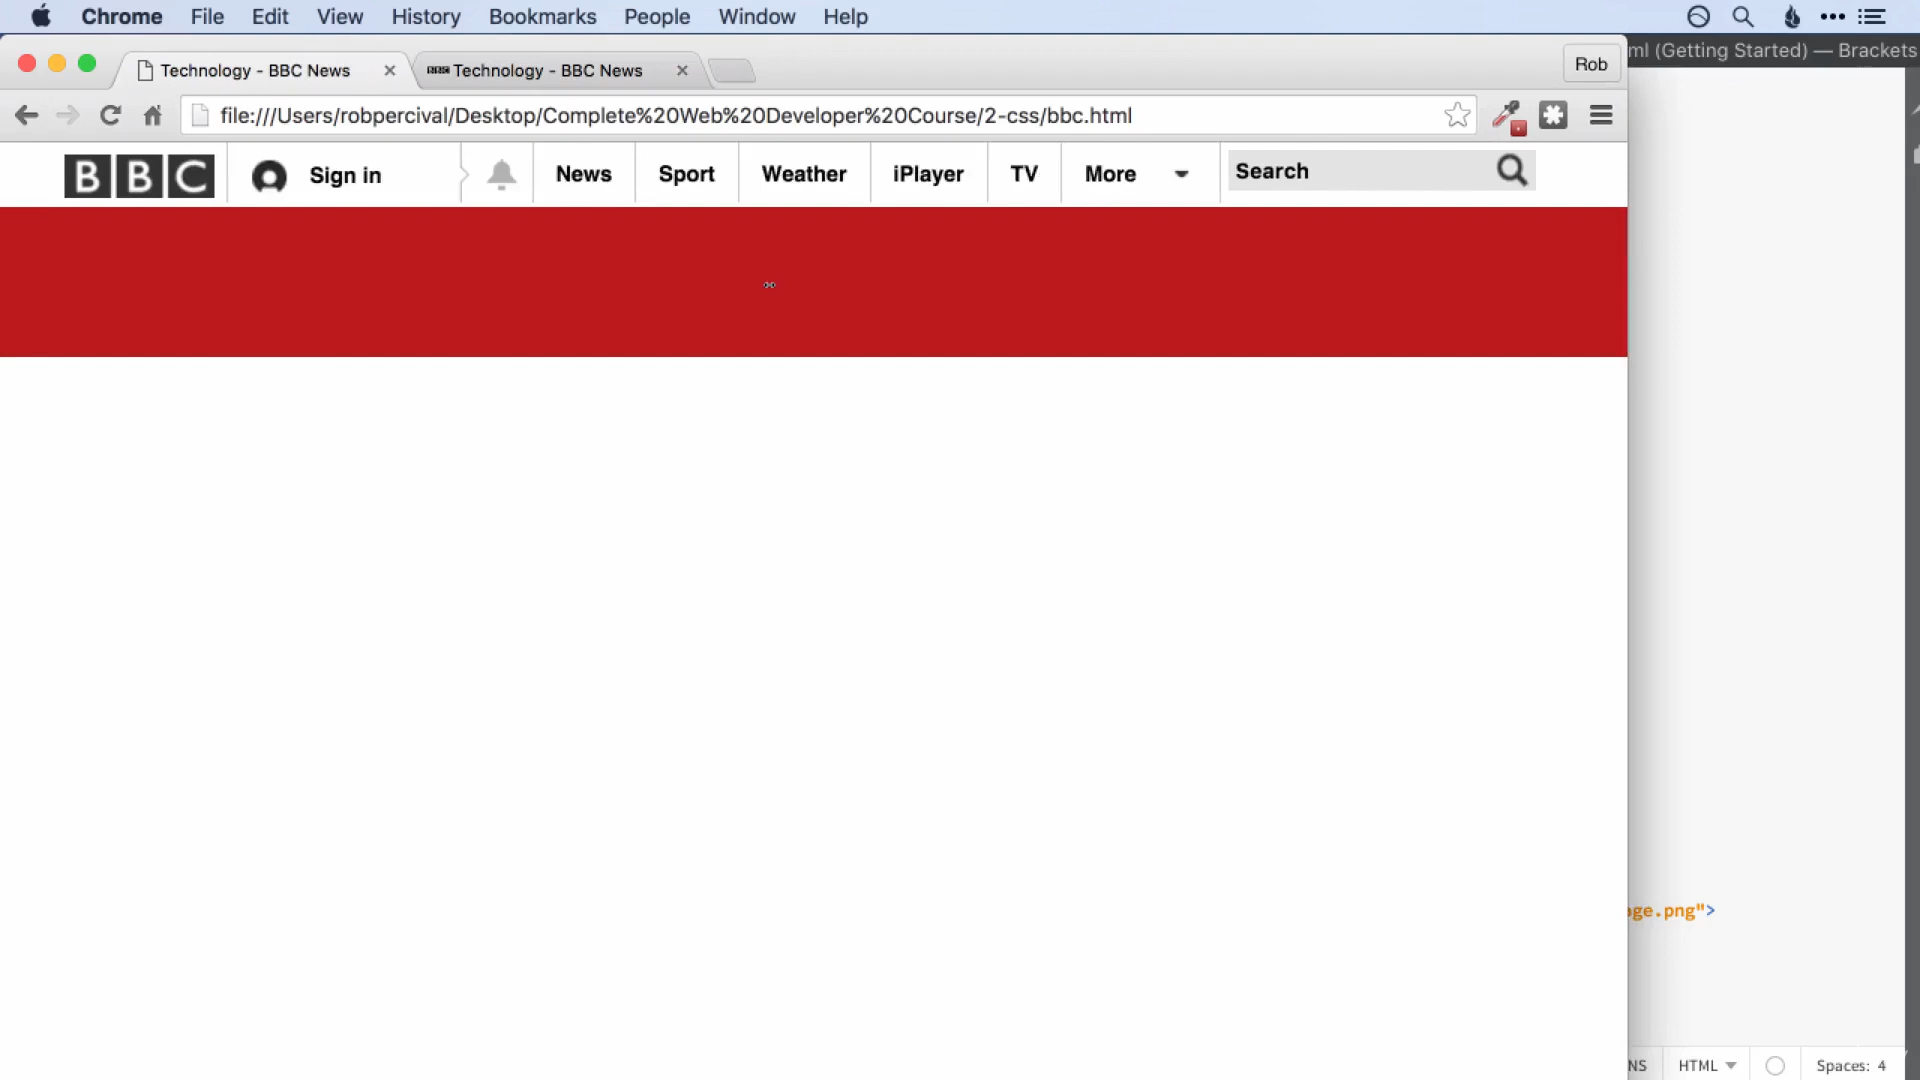 Chrome File Edit View History Bookmarks People Window Help
ml (Getting Started) — Brackets
Technology - BBC News
BBC Technology - BBC News
Rob
file:///Users/robpercival/Desktop/Complete%20Web%20Developer%20Course/2-css/bbc.html
BBC Sign in News Sport Weather iPlayer TV More Search
ge.png">
NS HTML Spaces: 4